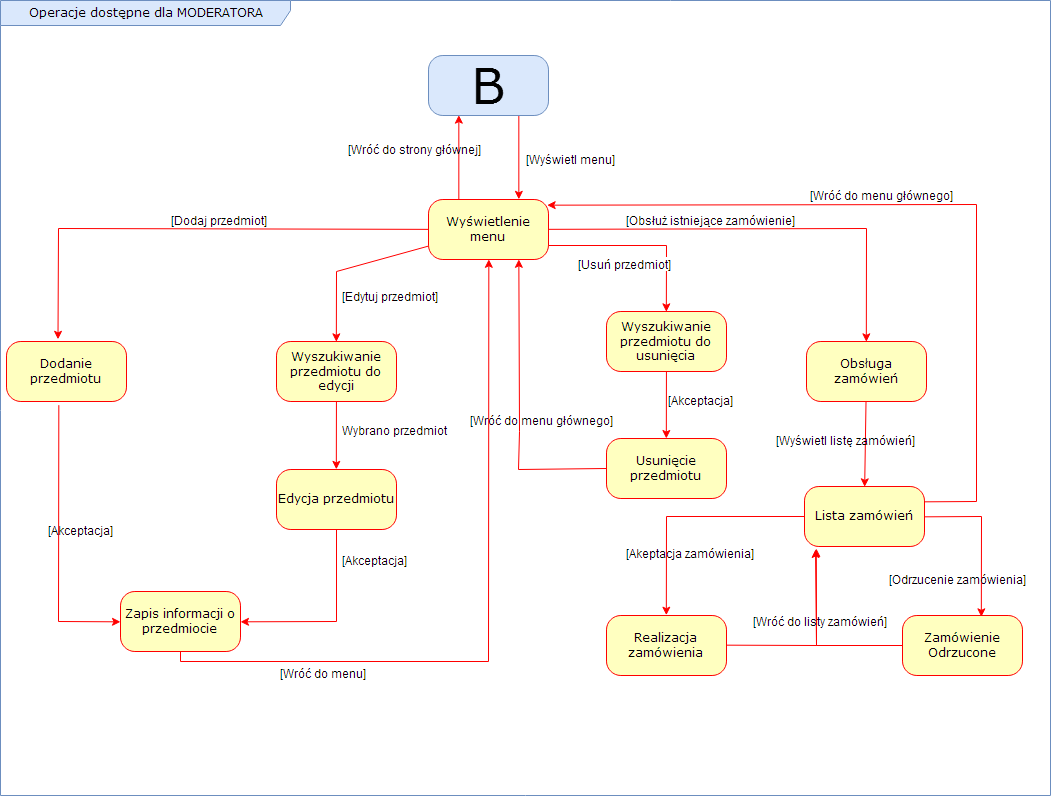 Operacje dostępne dla MODERATORA
B
[Wróć do strony głównej]
[Wyświetl menu]
[Wróć do menu głównego]
[Dodaj przedmiot]
Wyświetlenie
menu
[Obsłuż istniejące zamówienie]
[Usuń przedmiot]
[Edytuj przedmiot]
Wyszukiwanie
przedmiotu do
usunięcia
Dodanie
przedmiotu
Wyszukiwanie
przedmiotu do
edycji
Obsługa
zamówień
[Akceptacja]
[Wróć do menu głównego]
Wybrano przedmiot
[Wyświetl listę zamówień]
Usunięcie
przedmiotu
Edycja przedmiotu
Lista zamówień
[Akceptacja]
[Akceptacja]
[Akeptacja zamówienia]
[Odrzucenie zamówienia]
Zapis informacji o
przedmiocie
[Wróć do listy zamówień]
Realizacja
zamówienia
Zamówienie
Odrzucone
[Wróć do menu]